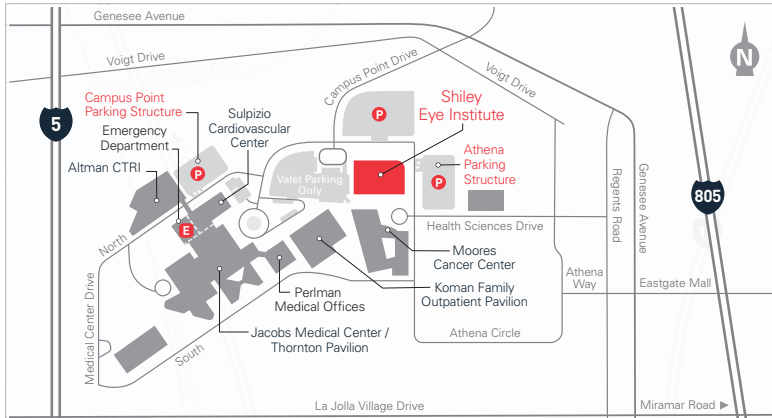 Genesee Avenue
Voigt Drive
Campus Point Drive
Voigt Drive
N
5
Campus Point
Parking Structure
Emergency
Department
Altman CTRI
Sulpizio
Cardiovascular
Center
P
P
Shiley
Eye Institute
Athena
Parking
Structure
P
Valet Parking
Only
E
North
Regents Road
Genesee Avenue
805
Health Sciences Drive
Moores
Cancer Center
Koman Family
Outpatient Pavilion
Perlman
Medical Offices
Jacobs Medical Center /
Thornton Pavilion
Athena
Way
Eastgate Mall
Medical Center Drive
South
Athena Circle
La Jolla Village Drive
Miramar Road ▶